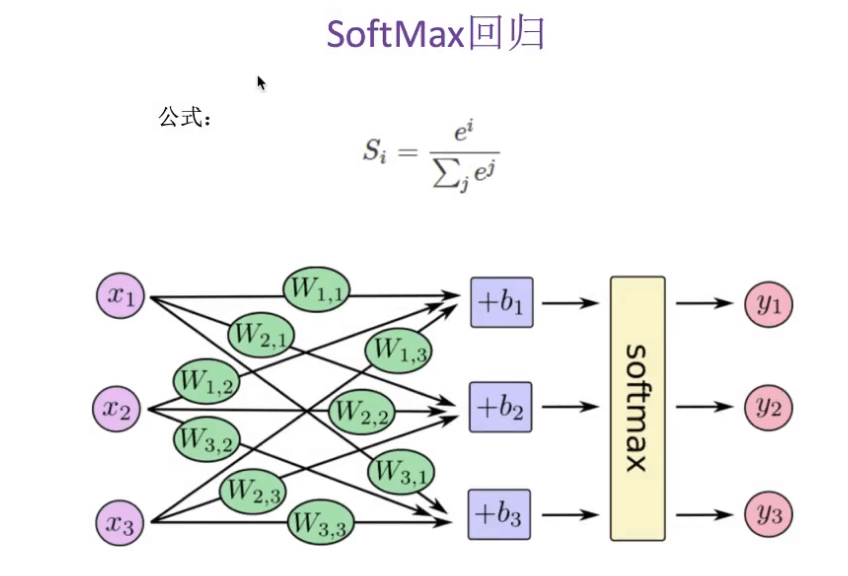 SoftMax回归
公式：
S_i = e^i / ∑_j e^j
x_1 W_{1,1} +b_1 y_1
W_{2,1} W_{1,3}
W_{1,2}
x_2 W_{2,2} +b_2 softmax y_2
W_{3,2}
W_{2,3} W_{3,1}
x_3 W_{3,3} +b_3 y_3